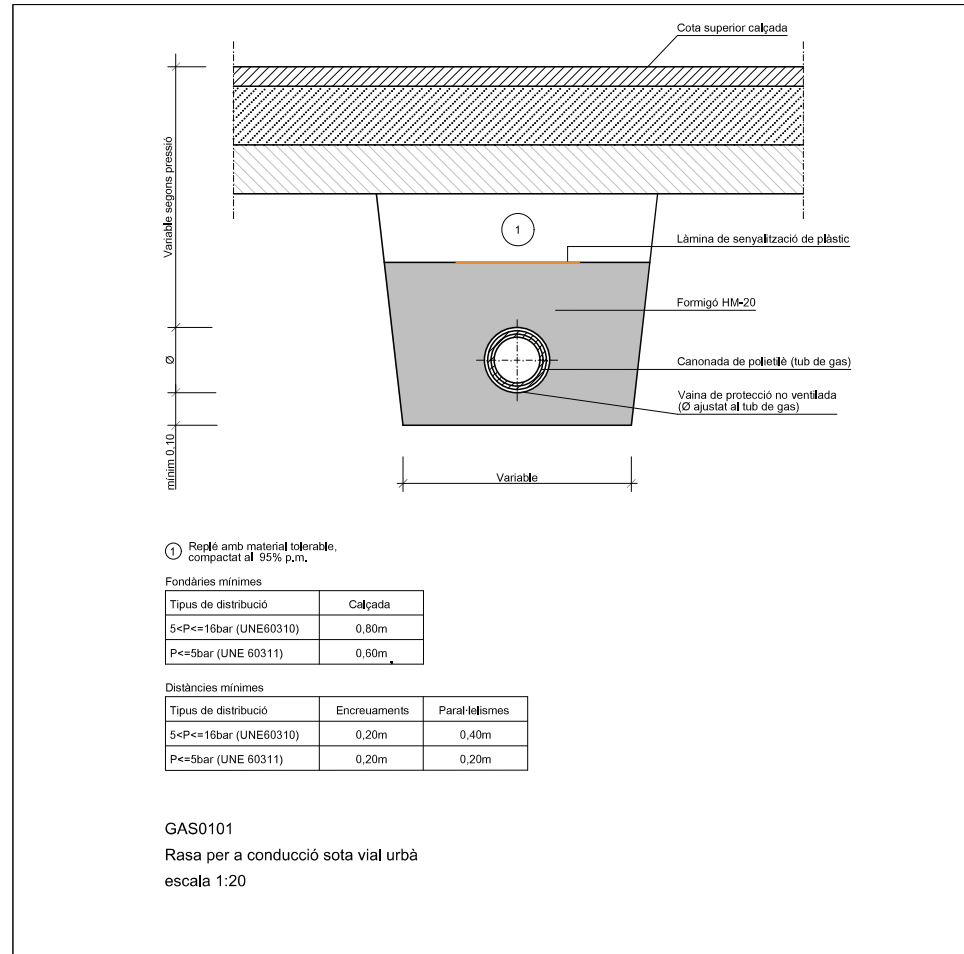 Cota superior calçada
Variable segons pressió
1
Làmina de senyalització de plàstic
Formigó HM-20
Ø
Canonada de polietilè (tub de gas)
Vaina de protecció no ventilada
(Ø ajustat al tub de gas)
mínim 0.10
Variable
1 Replé amb material tolerable,
compactat al 95% p.m.
Fondàries mínimes
Tipus de distribució Calçada
5<P<=16bar (UNE60310) 0,80m
P<=5bar (UNE 60311) 0,60m
Distàncies mínimes
Tipus de distribució Encreuaments Paral·lelismes
5<P<=16bar (UNE60310) 0,20m 0,40m
P<=5bar (UNE 60311) 0,20m 0,20m
GAS0101
Rasa per a conducció sota vial urbà
escala 1:20